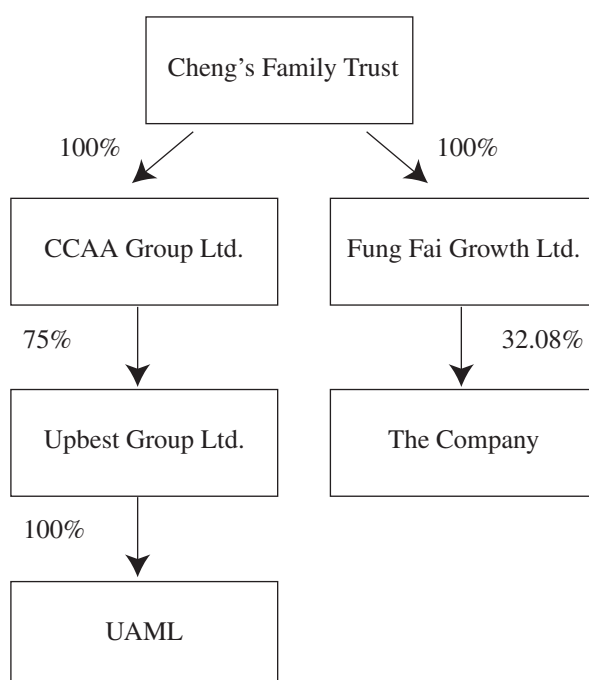 Cheng’s Family Trust
100%
100%
CCAA Group Ltd.
Fung Fai Growth Ltd.
75%
32.08%
Upbest Group Ltd.
The Company
100%
UAML